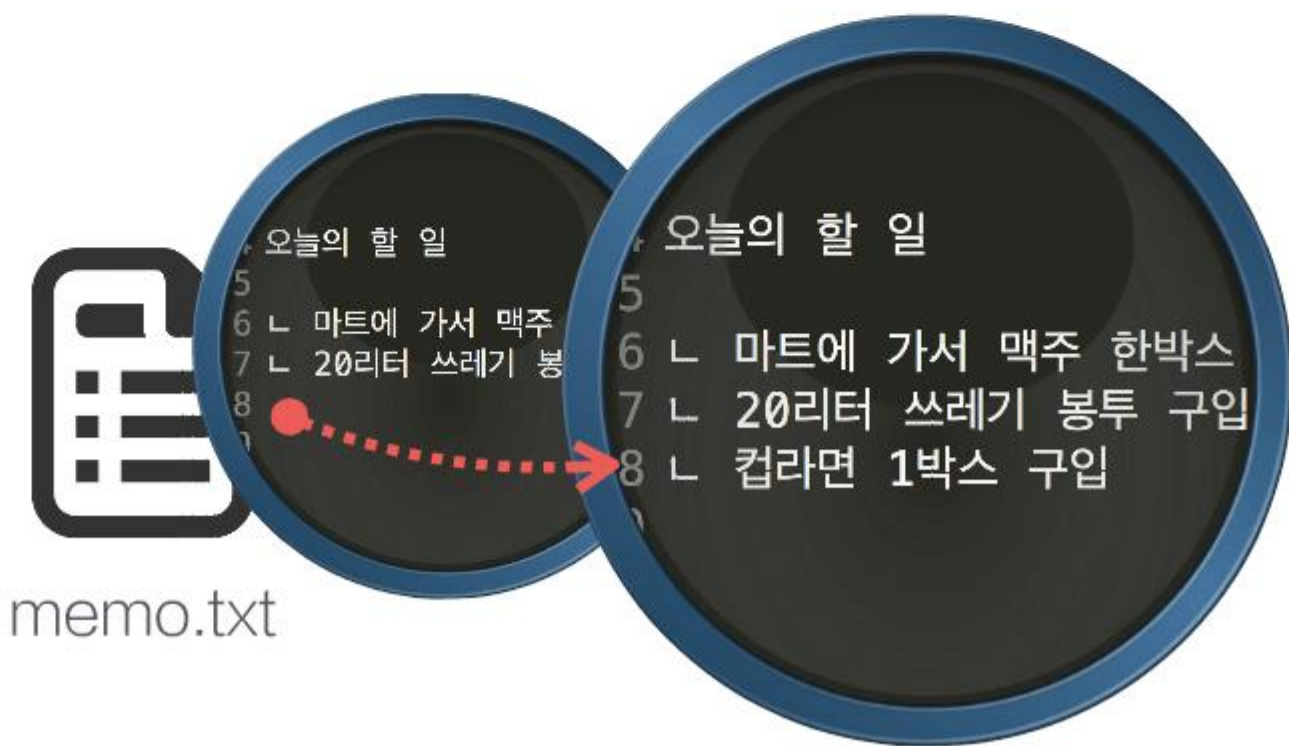 오늘의 할 일
5
6 ㄴ 마트에 가서 맥주
7 ㄴ 20리터 쓰레기 봉
8
오늘의 할 일
5
6 ㄴ 마트에 가서 맥주 한박스
7 ㄴ 20리터 쓰레기 봉투 구입
8 ㄴ 컵라면 1박스 구입
memo.txt